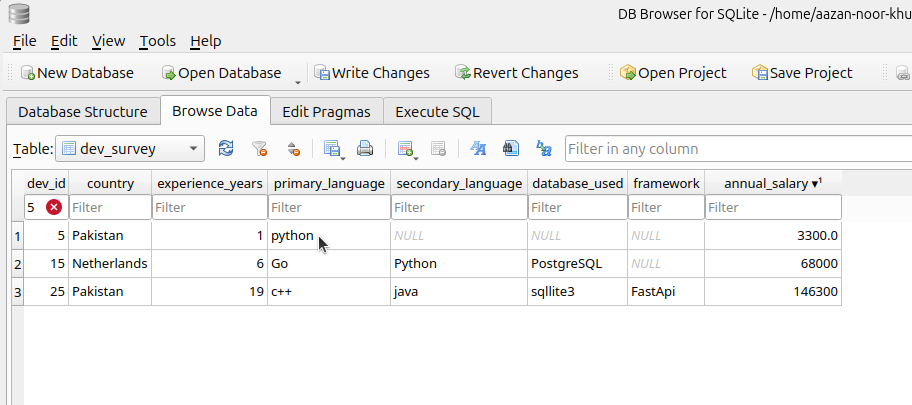 DB Browser for SQLite - /home/aazan-noor-khu
File Edit View Tools Help
New Database Open Database Write Changes Revert Changes Open Project Save Project
Database Structure Browse Data Edit Pragmas Execute SQL
Table: dev_survey Filter in any column
dev_id country experience_years primary_language secondary_language database_used framework annual_salary ▾1
5 Filter Filter Filter Filter Filter Filter Filter
1 5 Pakistan 1 python NULL NULL NULL 3300.0
2 15 Netherlands 6 Go Python PostgreSQL NULL 68000
3 25 Pakistan 19 c++ java sqllite3 FastApi 146300